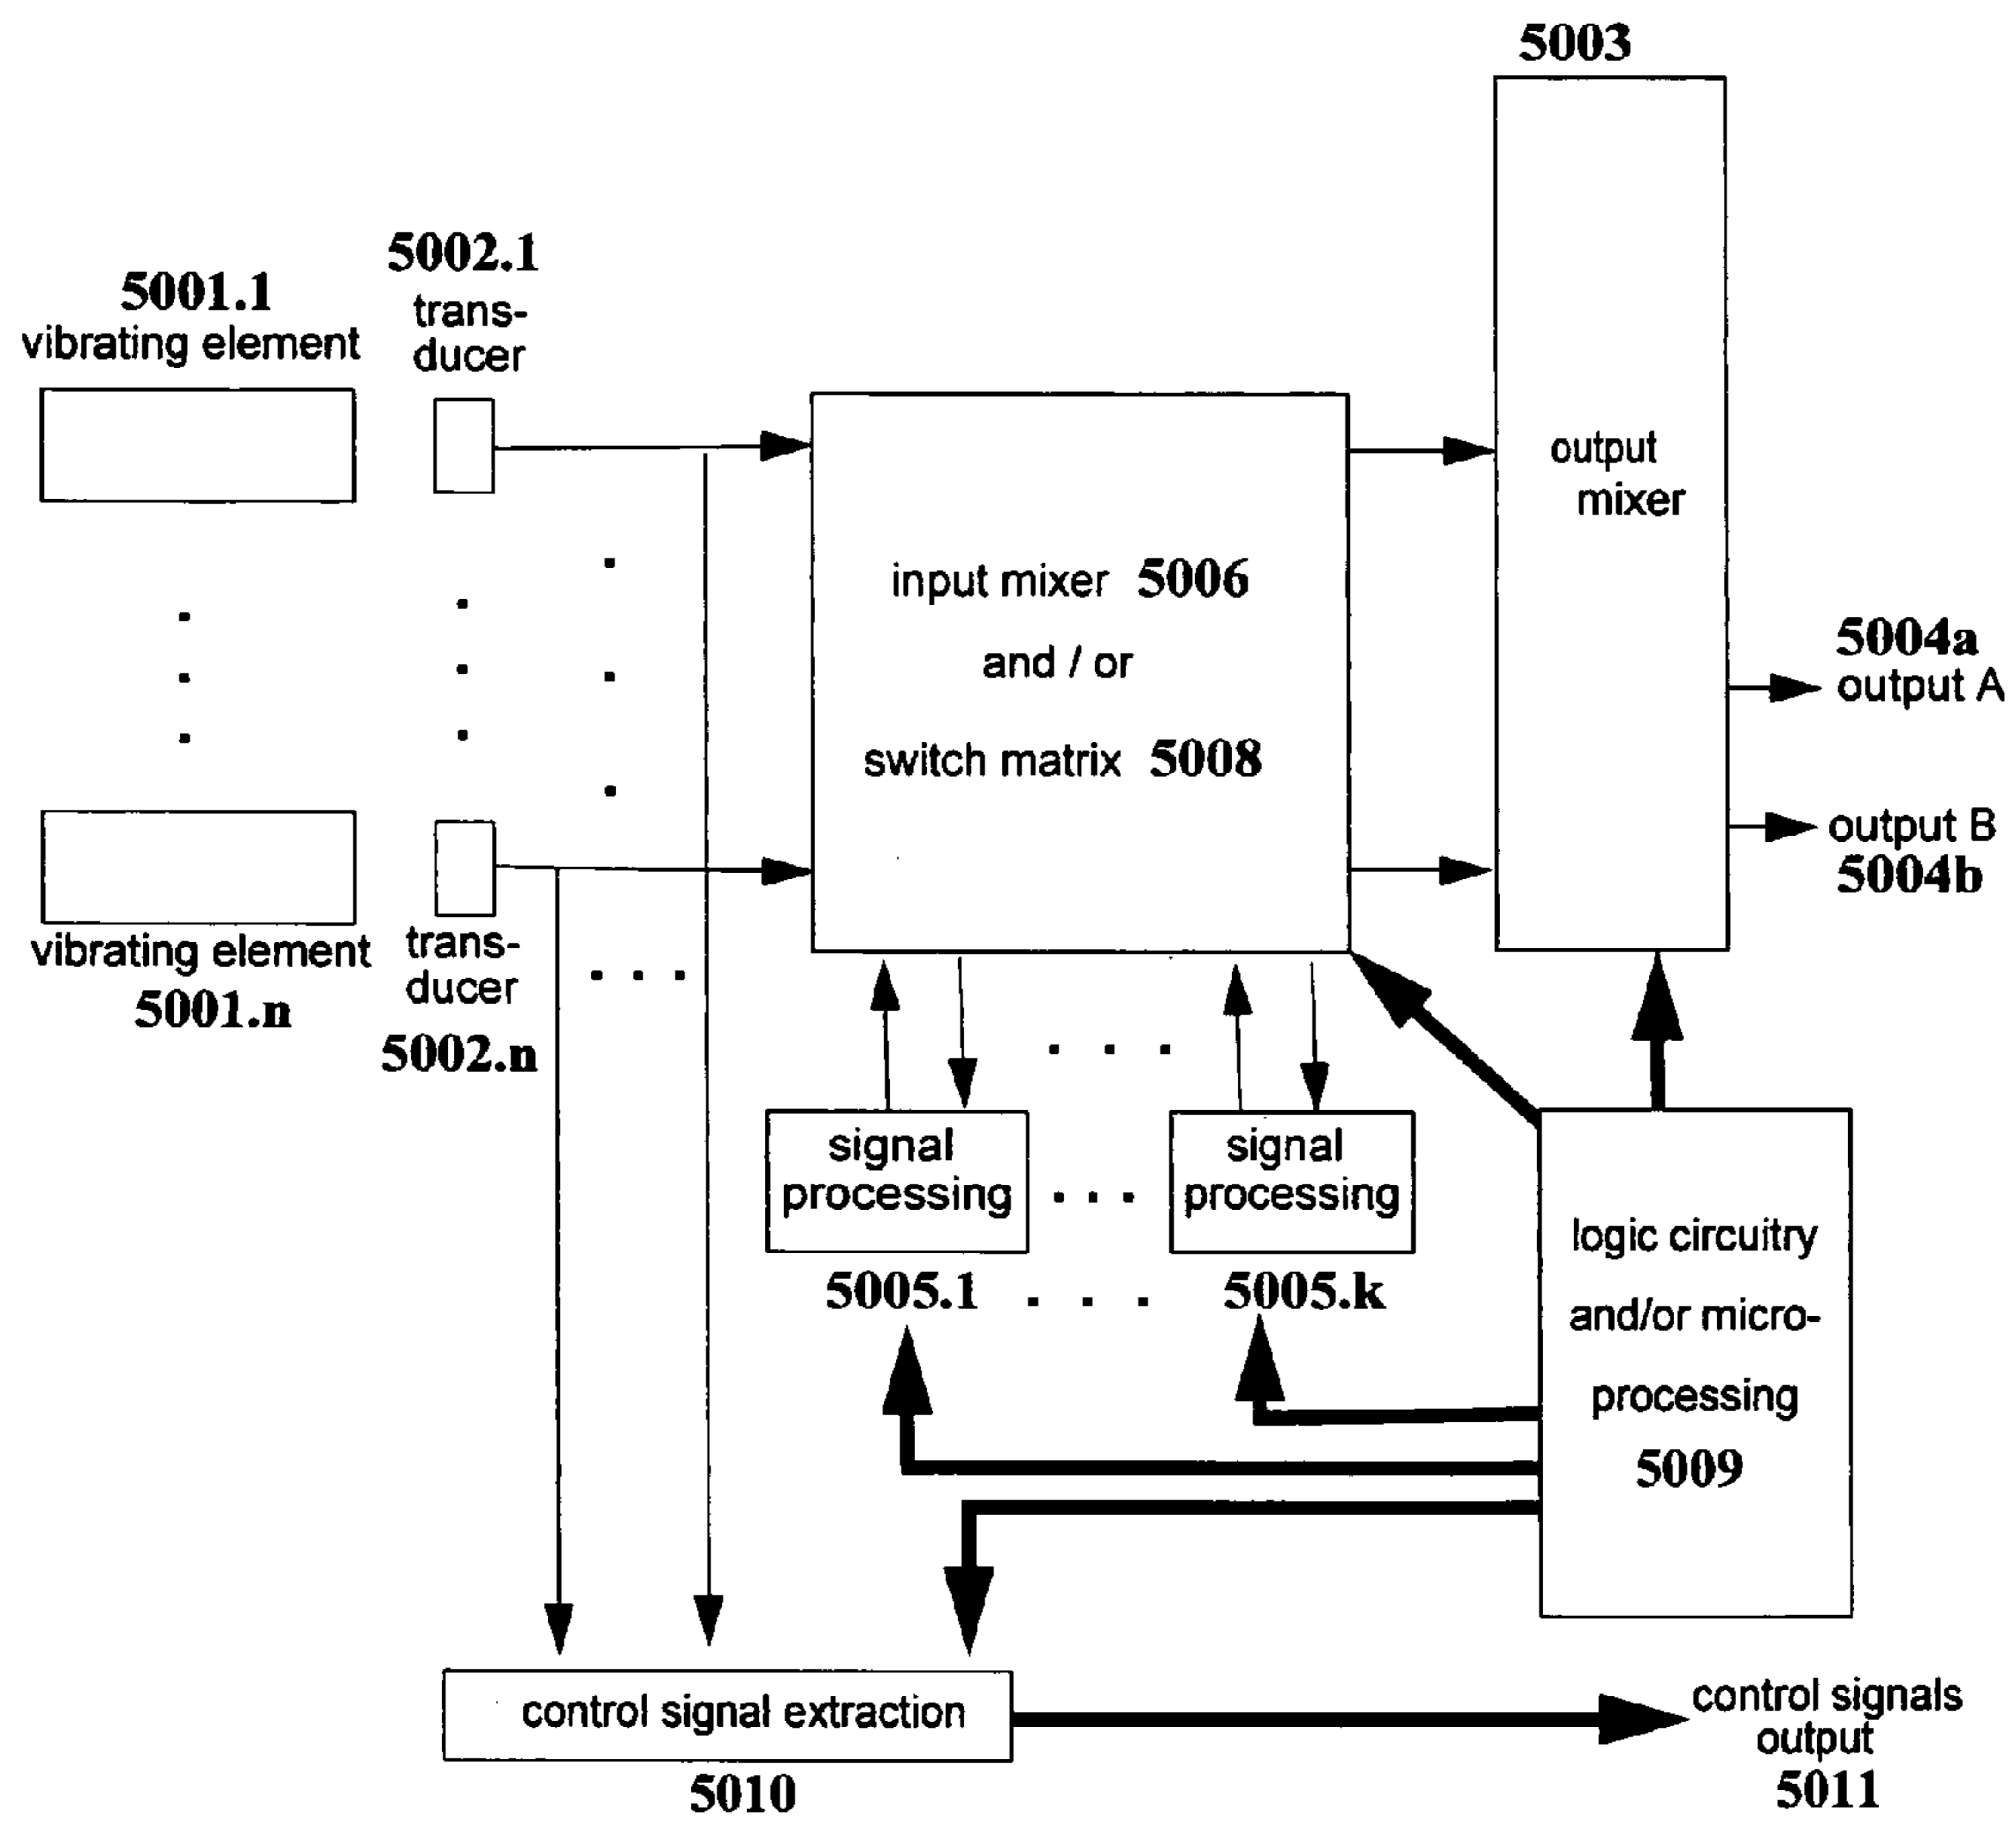 5003
5002.1
trans-
ducer
5001.1
vibrating element
output
mixer
input mixer 5006
and / or
switch matrix 5008
5004a
output A
output B
5004b
vibrating element
5001.n
trans-
ducer
5002.n
signal
processing
5005.1
signal
processing
5005.k
logic circuitry
and/or micro-
processing
5009
control signal extraction
5010
control signals
output
5011